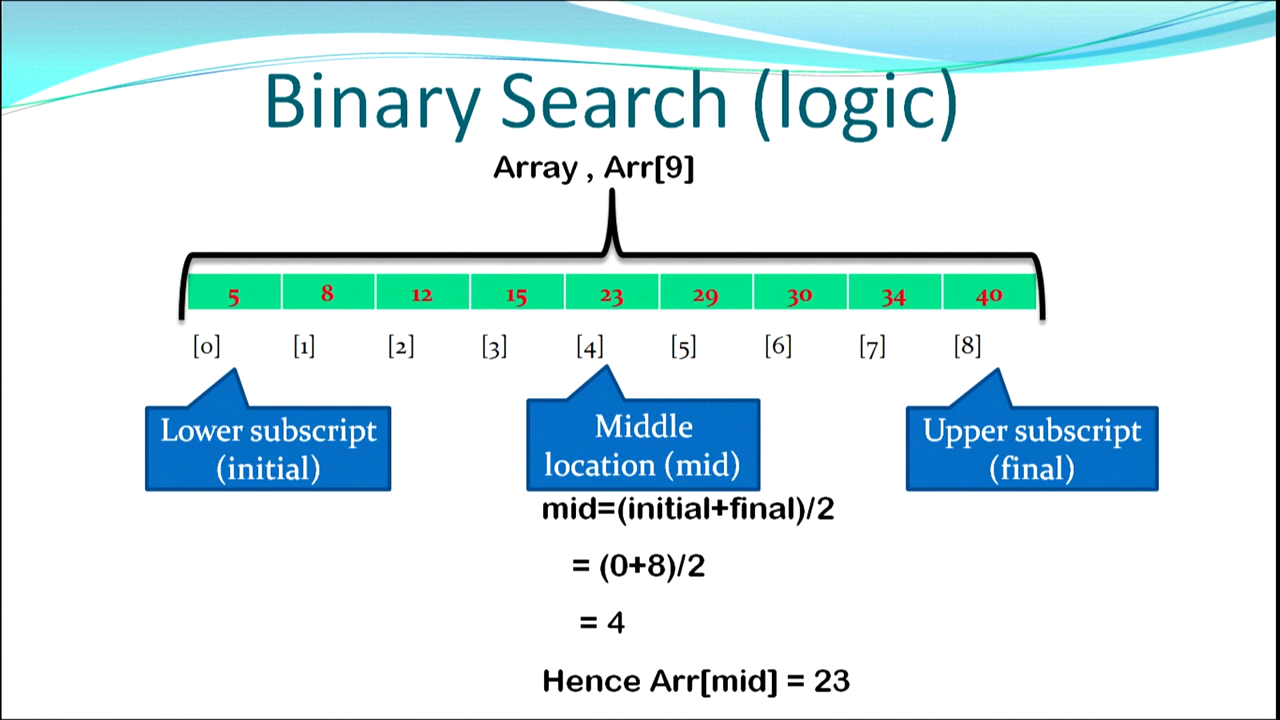 Binary Search (logic)
Array , Arr[9]
5 8 12 15 23 29 30 34 40
[0] [1] [2] [3] [4] [5] [6] [7] [8]
Lower subscript
(initial)
Middle
location (mid)
Upper subscript
(final)
mid=(initial+final)/2
= (0+8)/2
= 4
Hence Arr[mid] = 23